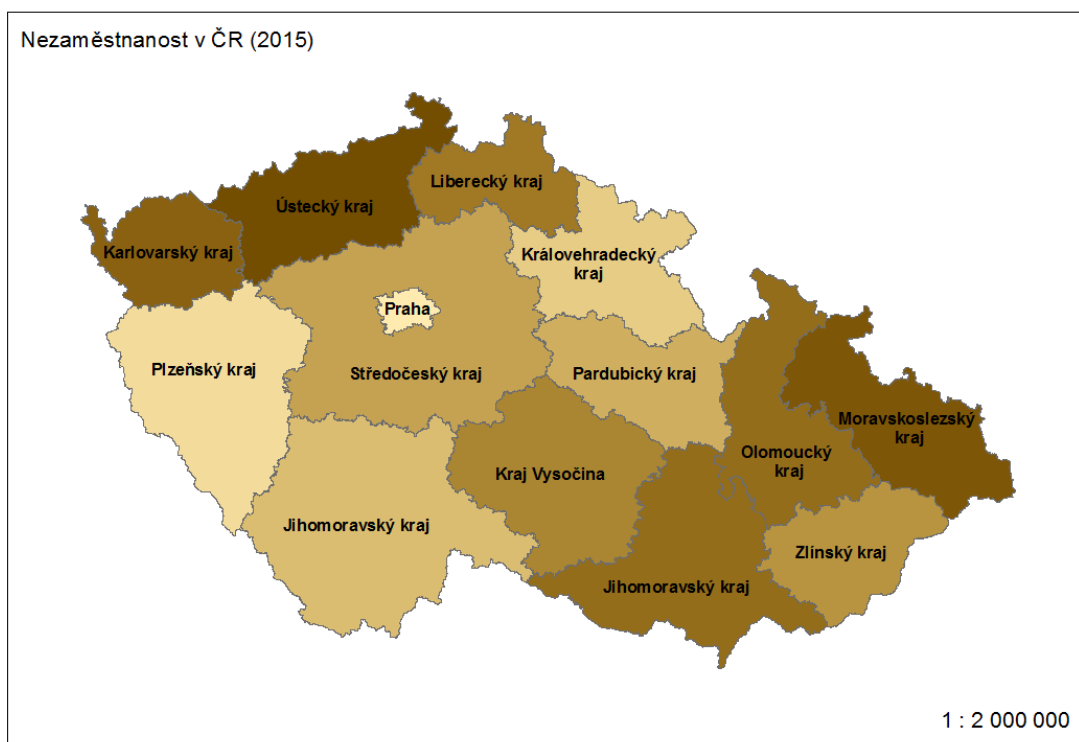 Nezaměstnanost v ČR (2015)
Liberecký kraj
Ústecký kraj
Karlovarský kraj
Královehradecký
kraj
Praha
Plzeňský kraj
Středočeský kraj
Pardubický kraj
Moravskoslezský
kraj
Olomoucký
kraj
Kraj Vysočina
Jihomoravský kraj
Zlínský kraj
Jihomoravský kraj
1 : 2 000 000